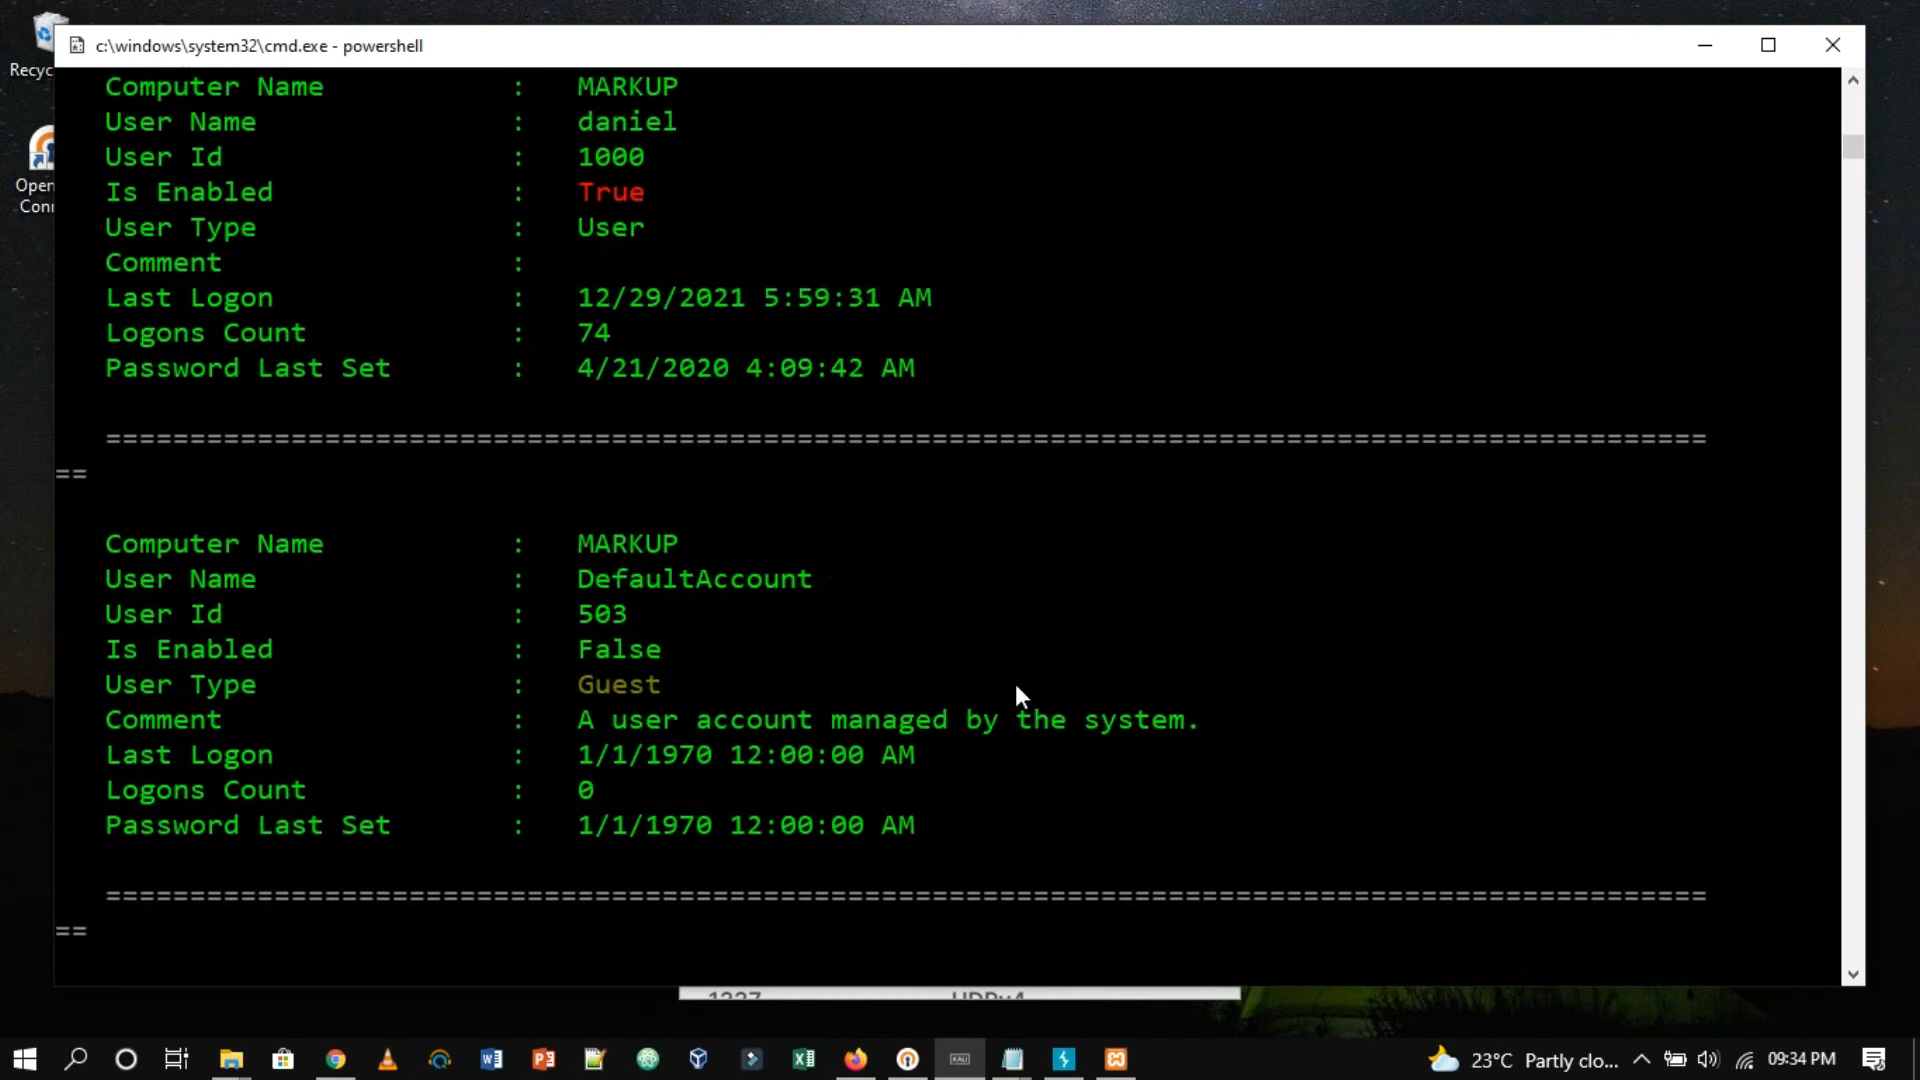 Recyc
c:\windows\system32\cmd.exe - powershell
Open
Conn
Computer Name : MARKUP
User Name : daniel
User Id : 1000
Is Enabled : True
User Type : User
Comment :
Last Logon : 12/29/2021 5:59:31 AM
Logons Count : 74
Password Last Set : 4/21/2020 4:09:42 AM
===============================================================================================
==
Computer Name : MARKUP
User Name : DefaultAccount
User Id : 503
Is Enabled : False
User Type : Guest
Comment : A user account managed by the system.
Last Logon : 1/1/1970 12:00:00 AM
Logons Count : 0
Password Last Set : 1/1/1970 12:00:00 AM
===============================================================================================
==
KALI
23°C Partly clo...
09:34 PM